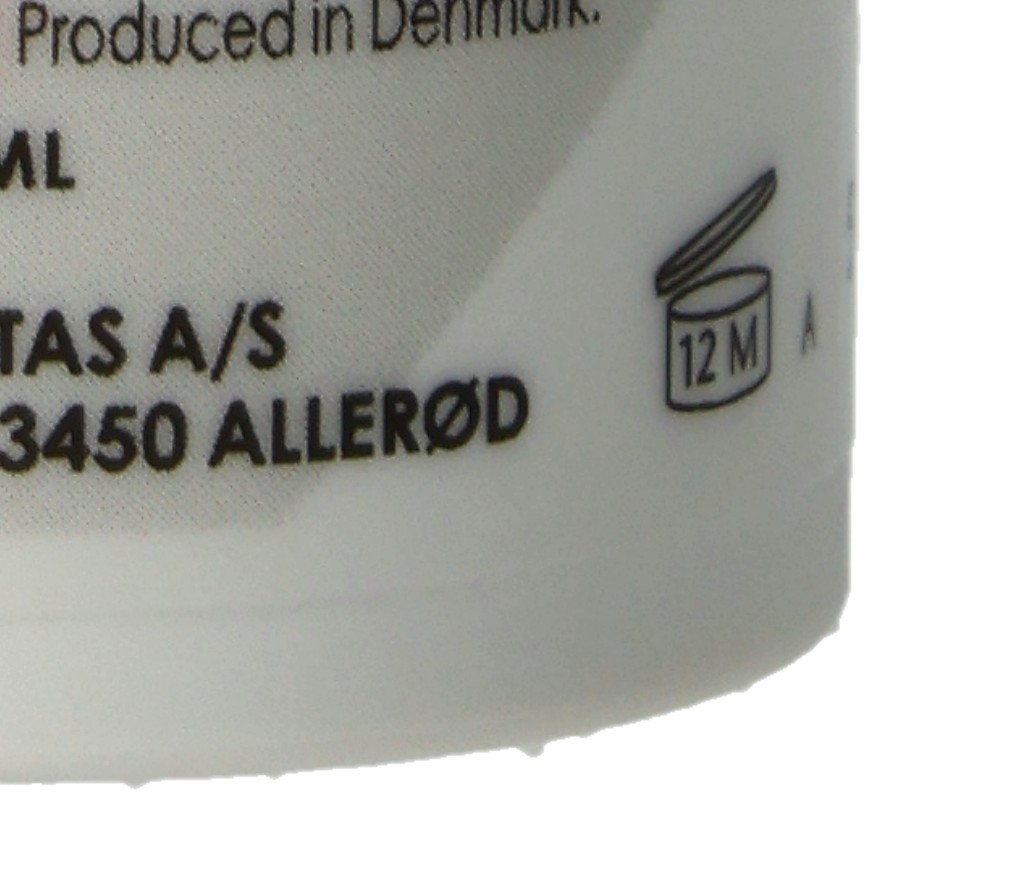 Produced in Denmark.
ML
TAS A/S
3450 ALLERØD
12 M
A